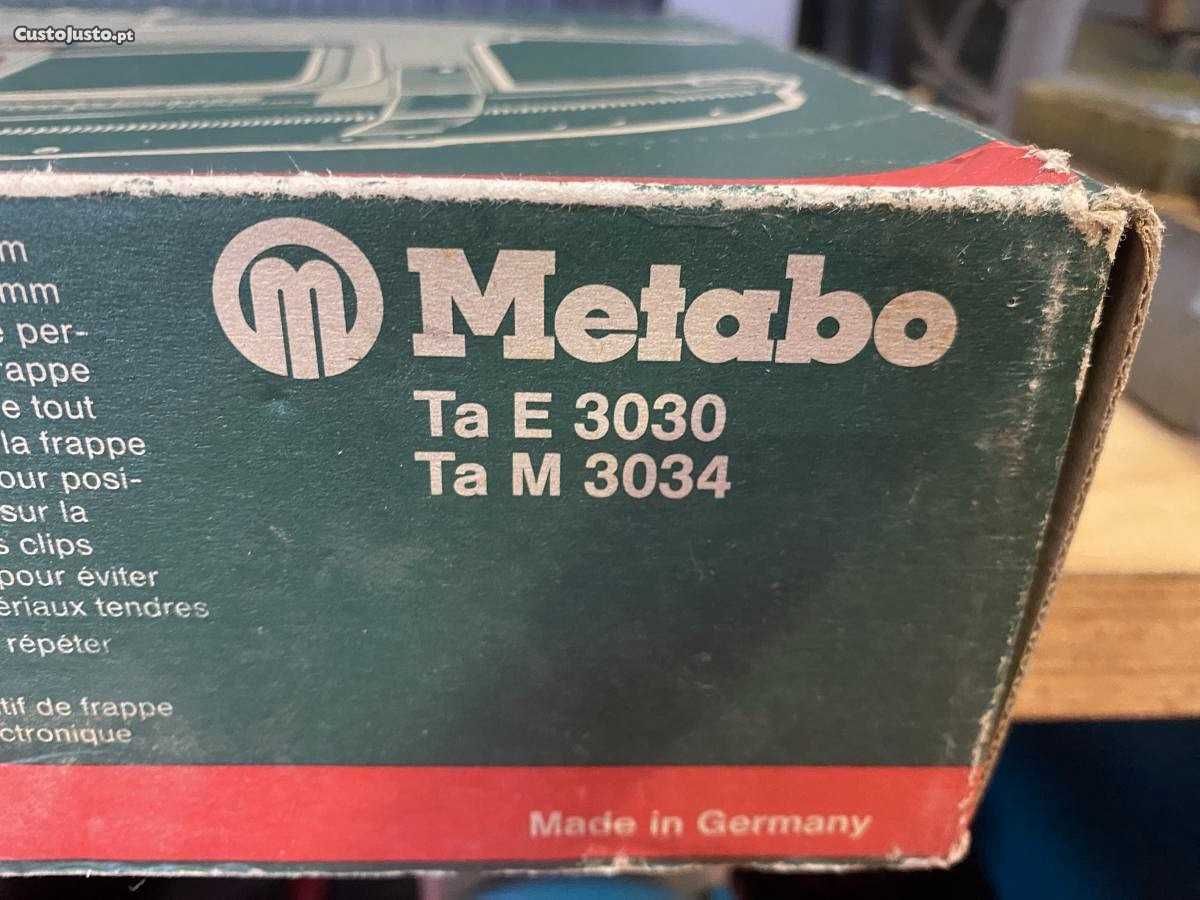 CustoJusto.pt
m
mm
e per-
rappe
e tout
la frappe
our posi-
sur la
s clips
pour éviter
ériaux tendres
répéter
tif de frappe
ctronique
m Metabo
Ta E 3030
Ta M 3034
Made in Germany